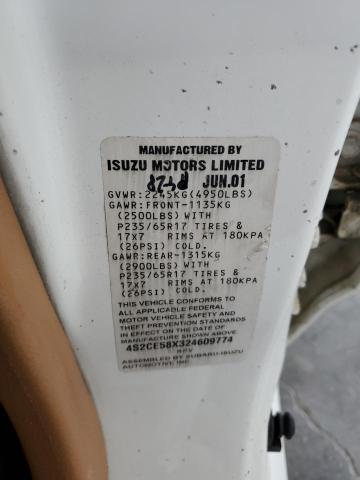 MANUFACTURED BY
ISUZU MOTORS LIMITED
JUN.01
GVWR:2245KG(4950LBS)
GAWR:FRONT-1135KG
(2500LBS) WITH
P235/65R17 TIRES &
17X7 RIMS AT 180KPA
(26PSI) COLD.
GAWR:REAR-1315KG
(2900LBS) WITH
P235/65R17 TIRES &
17X7 RIMS AT 180KPA
(26PSI) COLD.
THIS VEHICLE CONFORMS TO
ALL APPLICABLE FEDERAL
MOTOR VEHICLE SAFETY AND
THEFT PREVENTION STANDARDS
IN EFFECT ON THE DATE OF
MANUFACTURE SHOWN ABOVE
4S2CE58X324609774
MPV
ASSEMBLED BY SUBARU-ISUZU
AUTOMOTIVE, INC.